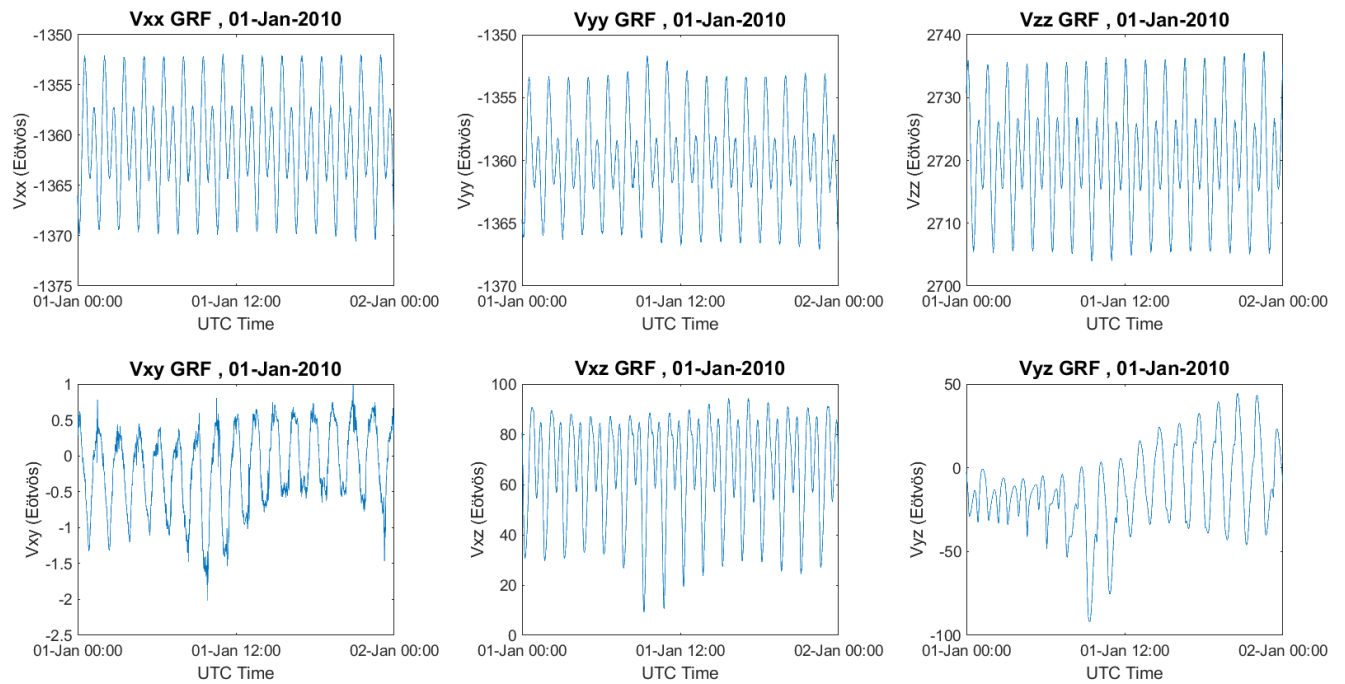 Vxx GRF , 01-Jan-2010
-1350
-1355
-1360
-1365
-1370
-1375
Vxx (Eötvös)
01-Jan 00:00
01-Jan 12:00
02-Jan 00:00
UTC Time
Vyy GRF , 01-Jan-2010
-1350
-1355
-1360
-1365
-1370
Vyy (Eötvös)
01-Jan 00:00
01-Jan 12:00
02-Jan 00:00
UTC Time
Vzz GRF , 01-Jan-2010
2740
2730
2720
2710
2700
Vzz (Eötvös)
01-Jan 00:00
01-Jan 12:00
02-Jan 00:00
UTC Time
Vxy GRF , 01-Jan-2010
1
0.5
0
-0.5
-1
-1.5
-2
-2.5
Vxy (Eötvös)
01-Jan 00:00
01-Jan 12:00
02-Jan 00:00
UTC Time
Vxz GRF , 01-Jan-2010
100
80
60
40
20
0
Vxz (Eötvös)
01-Jan 00:00
01-Jan 12:00
02-Jan 00:00
UTC Time
Vyz GRF , 01-Jan-2010
50
0
-50
-100
Vyz (Eötvös)
01-Jan 00:00
01-Jan 12:00
02-Jan 00:00
UTC Time